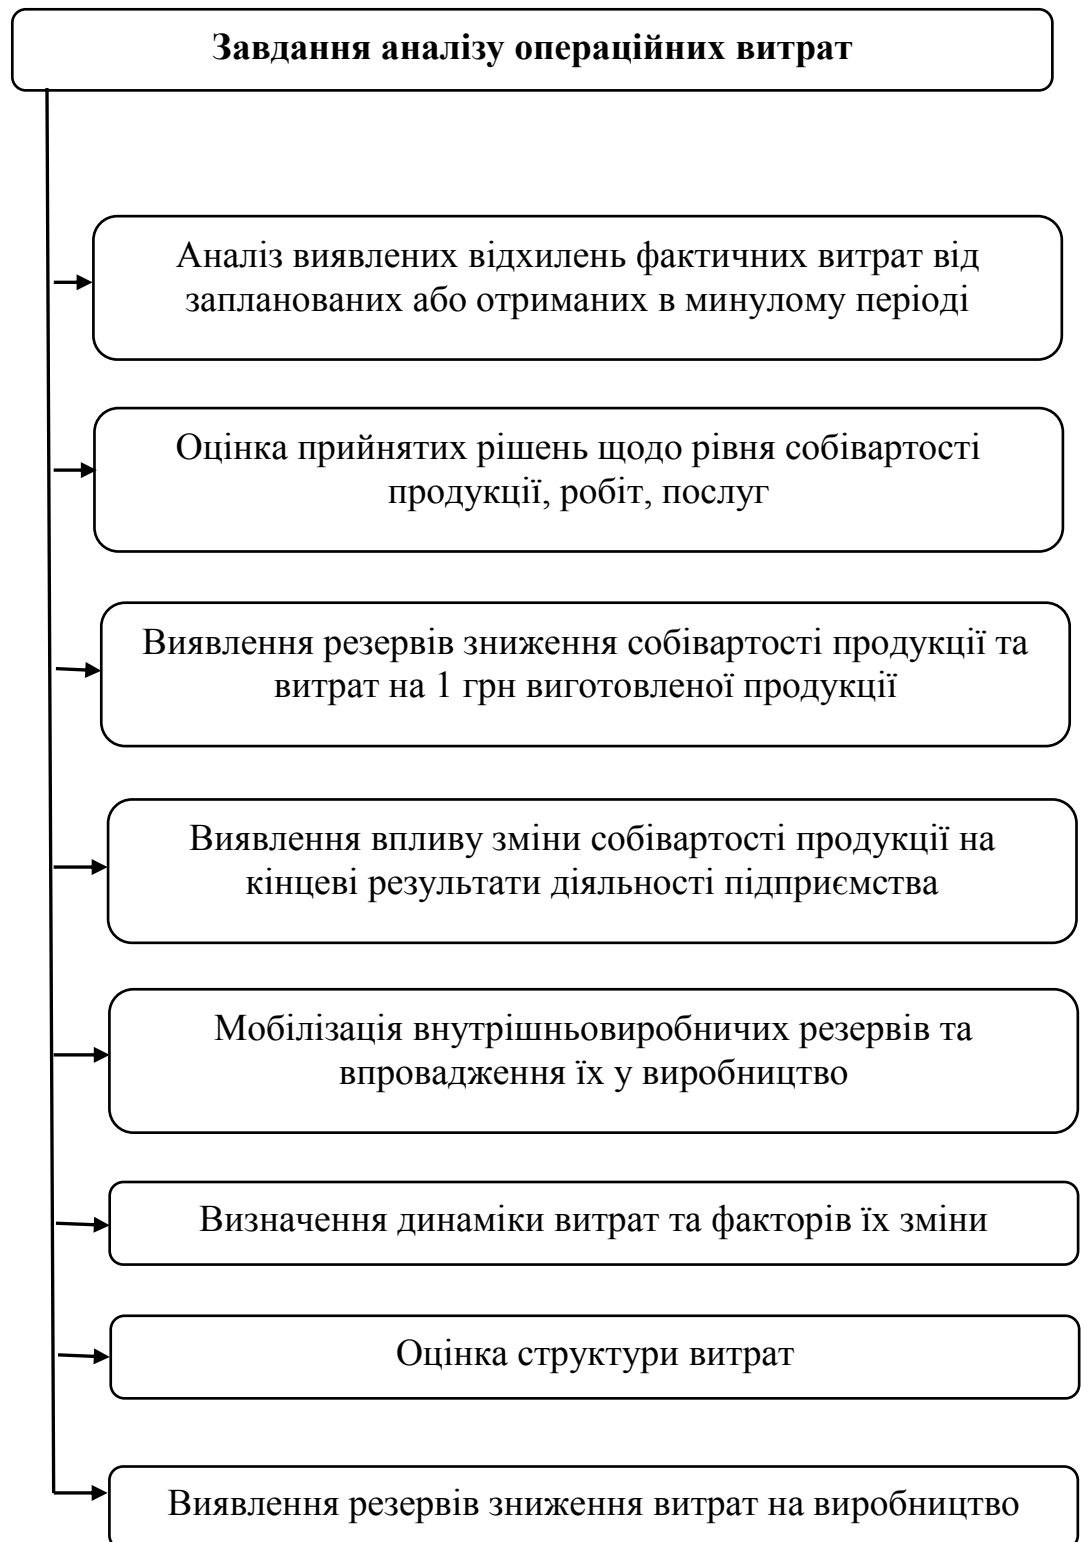 Завдання аналізу операційних витрат
Аналіз виявлених відхилень фактичних витрат від
запланованих або отриманих в минулому періоді
Оцінка прийнятих рішень щодо рівня собівартості
продукції, робіт, послуг
Виявлення резервів зниження собівартості продукції та
витрат на 1 грн виготовленої продукції
Виявлення впливу зміни собівартості продукції на
кінцеві результати діяльності підприємства
Мобілізація внутрішньовиробничих резервів та
впровадження їх у виробництво
Визначення динаміки витрат та факторів їх зміни
Оцінка структури витрат
Виявлення резервів зниження витрат на виробництво